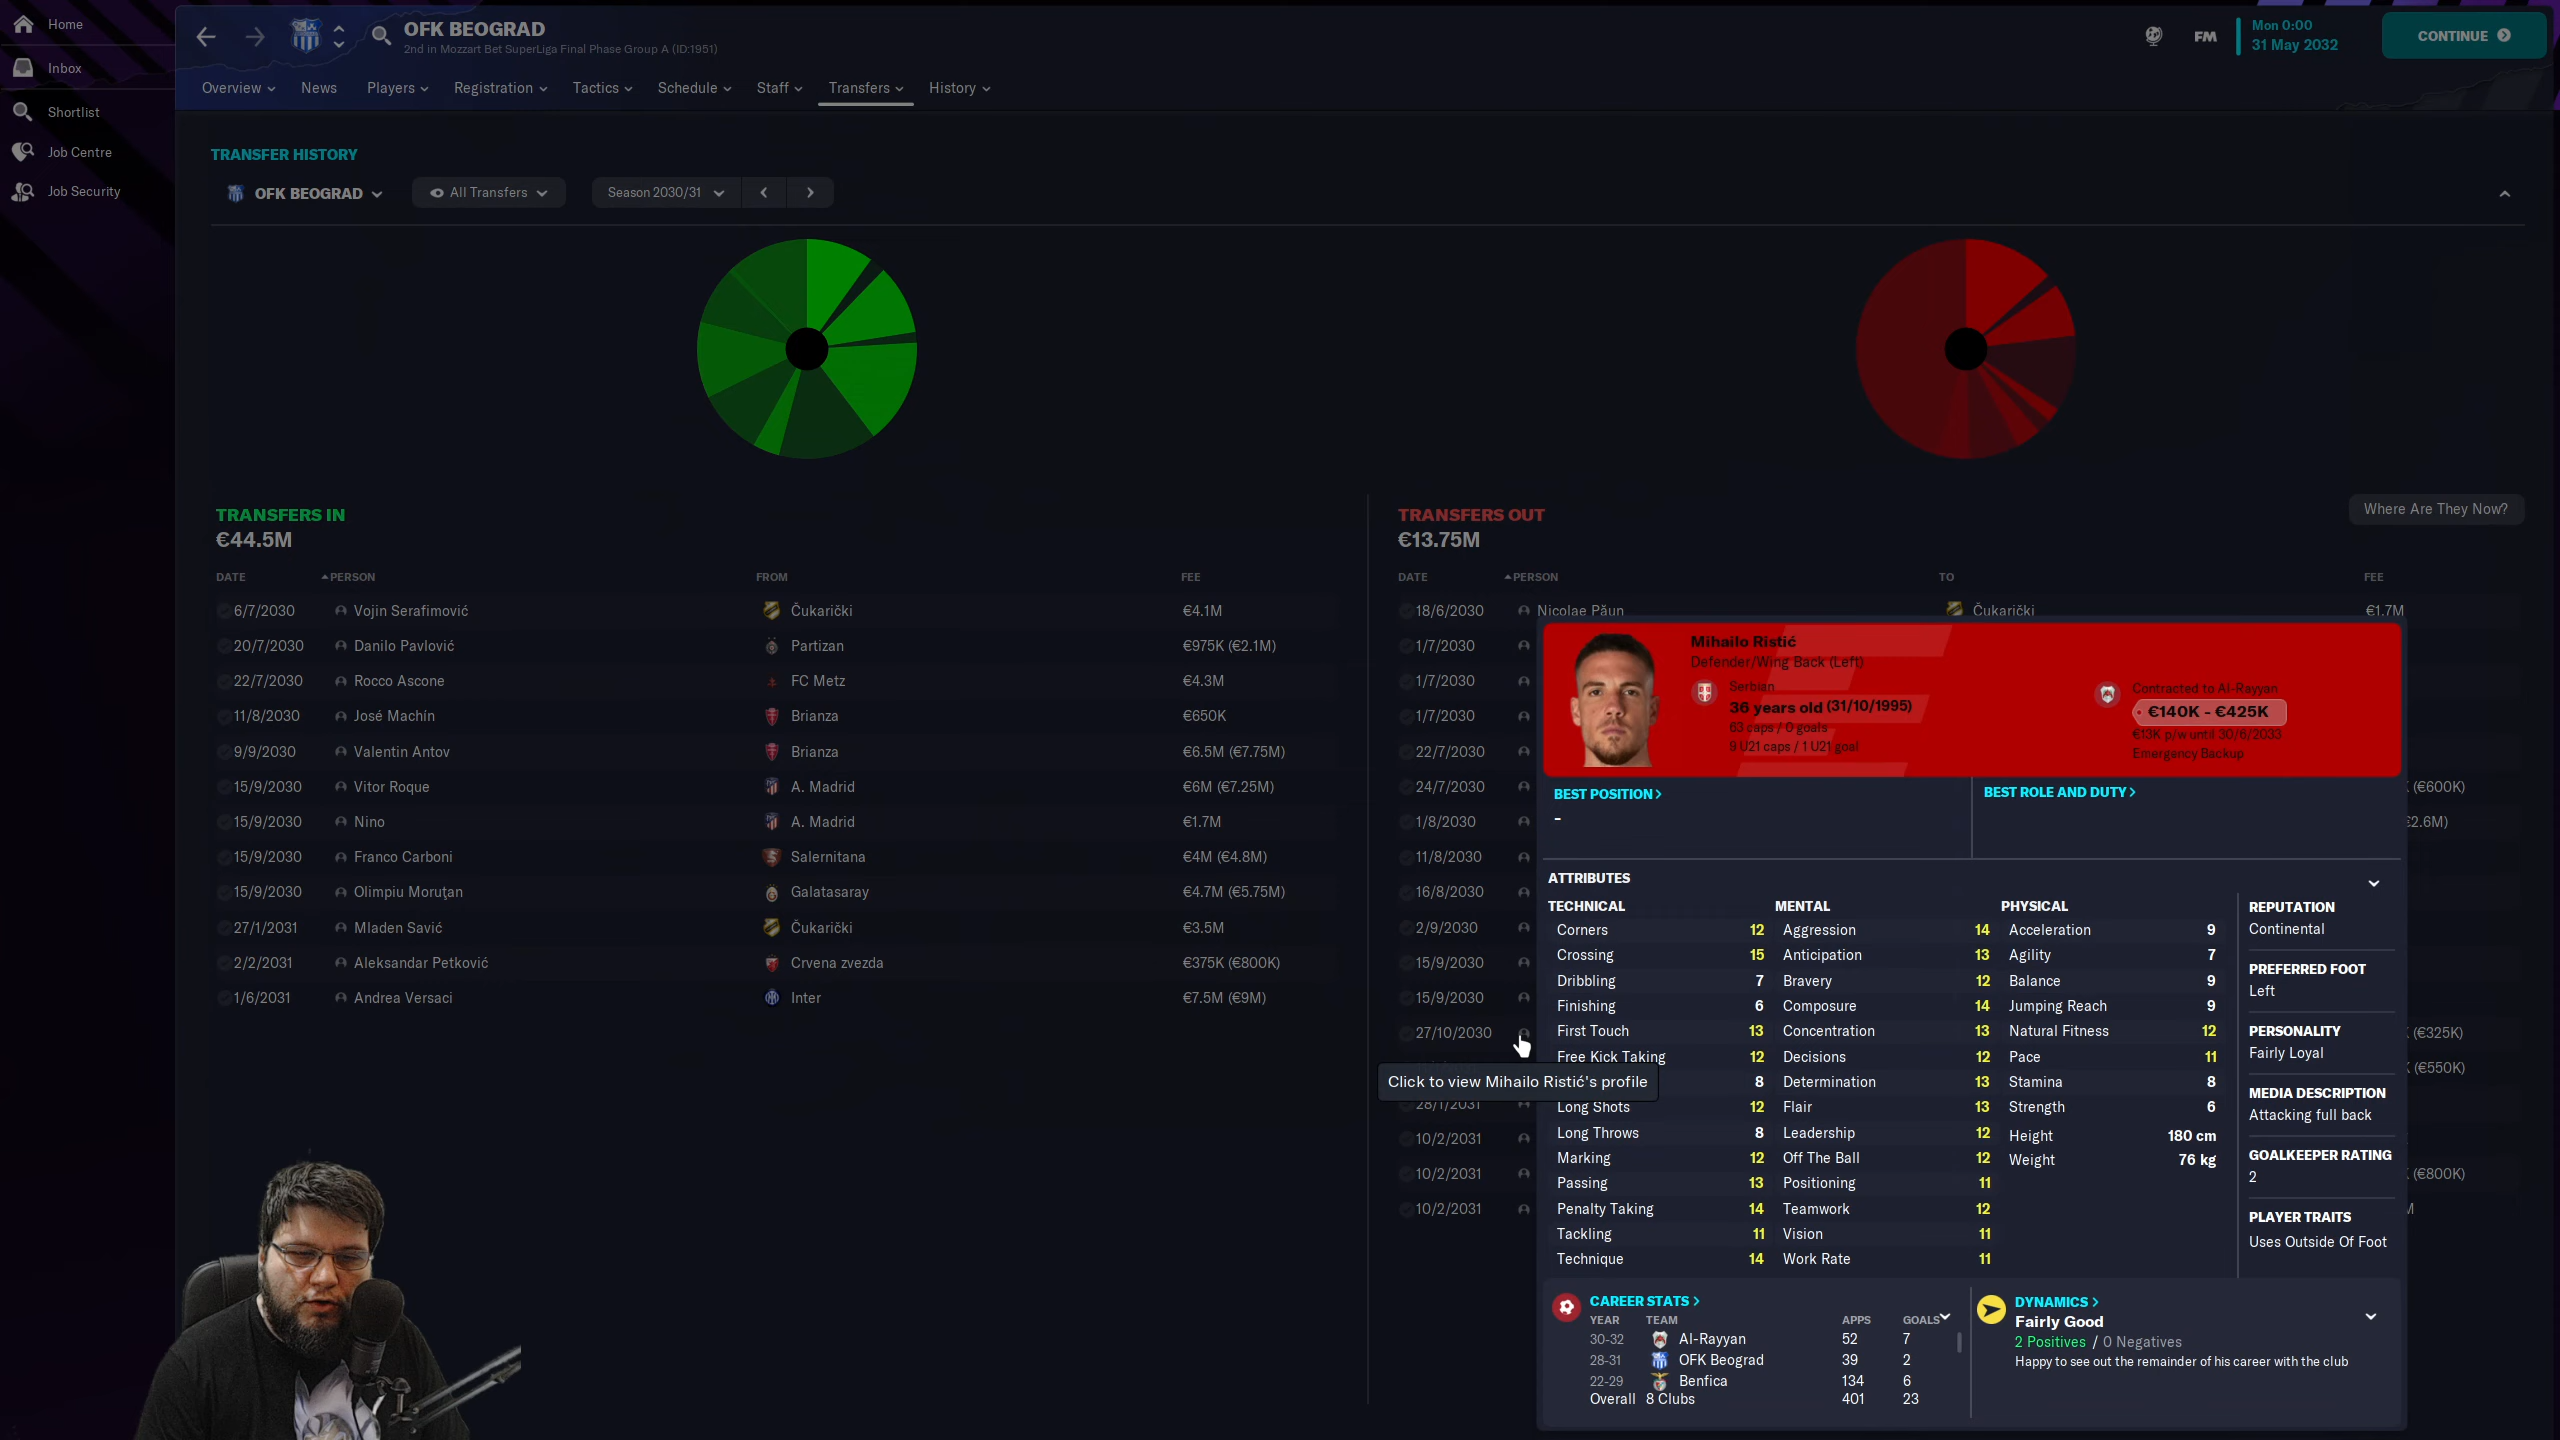 Home
Inbox
Shortlist
Job Centre
Job Security
OFK BEOGRAD
2nd in Mozzart Bet SuperLiga Final Phase Group A (ID:1951)
FM
Mon 0:00
31 May 2032
CONTINUE
Overview News Players Registration Tactics Schedule Staff Transfers History
TRANSFER HISTORY
OFK BEOGRAD All Transfers Season 2030/31
TRANSFERS IN
€44.5M
DATE PERSON FROM FEE
6/7/2030 Vojin Serafimović Čukarički €4.1M
20/7/2030 Danilo Pavlović Partizan €975K (€2.1M)
22/7/2030 Rocco Ascone FC Metz €4.3M
11/8/2030 José Machín Brianza €650K
9/9/2030 Valentin Antov Brianza €6.5M (€7.75M)
15/9/2030 Vitor Roque A. Madrid €6M (€7.25M)
15/9/2030 Nino A. Madrid €1.7M
15/9/2030 Franco Carboni Salernitana €4M (€4.8M)
15/9/2030 Olimpiu Moruţan Galatasaray €4.7M (€5.75M)
27/1/2031 Mladen Savić Čukarički €3.5M
2/2/2031 Aleksandar Petković Crvena zvezda €375K (€800K)
1/6/2031 Andrea Versaci Inter €7.5M (€9M)
TRANSFERS OUT
€13.75M
Where Are They Now?
DATE PERSON TO FEE
18/6/2030 Nicolae Păun Čukarički €1.7M
1/7/2030
1/7/2030
1/7/2030
22/7/2030
24/7/2030 (€600K)
1/8/2030 €2.6M)
11/8/2030
16/8/2030
2/9/2030
15/9/2030
15/9/2030
27/10/2030 (€325K)
(€550K)
28/1/2031
10/2/2031
10/2/2031 (€800K)
10/2/2031 M
Click to view Mihailo Ristić's profile
Mihailo Ristić
Defender/Wing Back (Left)
Serbian
36 years old (31/10/1995)
63 caps / 0 goals
9 U21 caps / 1 U21 goal
Contracted to Al-Rayyan
€140K - €425K
€13K p/w until 30/6/2033
Emergency Backup
BEST POSITION
-
BEST ROLE AND DUTY
ATTRIBUTES
TECHNICAL MENTAL PHYSICAL
Corners 12 Aggression 14 Acceleration 9
Crossing 15 Anticipation 13 Agility 7
Dribbling 7 Bravery 12 Balance 9
Finishing 6 Composure 14 Jumping Reach 9
First Touch 13 Concentration 13 Natural Fitness 12
Free Kick Taking 12 Decisions 12 Pace 11
8 Determination 13 Stamina 8
Long Shots 12 Flair 13 Strength 6
Long Throws 8 Leadership 12 Height 180 cm
Marking 12 Off The Ball 12 Weight 76 kg
Passing 13 Positioning 11
Penalty Taking 14 Teamwork 12
Tackling 11 Vision 11
Technique 14 Work Rate 11
REPUTATION
Continental
PREFERRED FOOT
Left
PERSONALITY
Fairly Loyal
MEDIA DESCRIPTION
Attacking full back
GOALKEEPER RATING
2
PLAYER TRAITS
Uses Outside Of Foot
CAREER STATS
YEAR TEAM APPS GOALS
30-32 Al-Rayyan 52 7
28-31 OFK Beograd 39 2
22-29 Benfica 134 6
Overall 8 Clubs 401 23
DYNAMICS
Fairly Good
2 Positives / 0 Negatives
Happy to see out the remainder of his career with the club